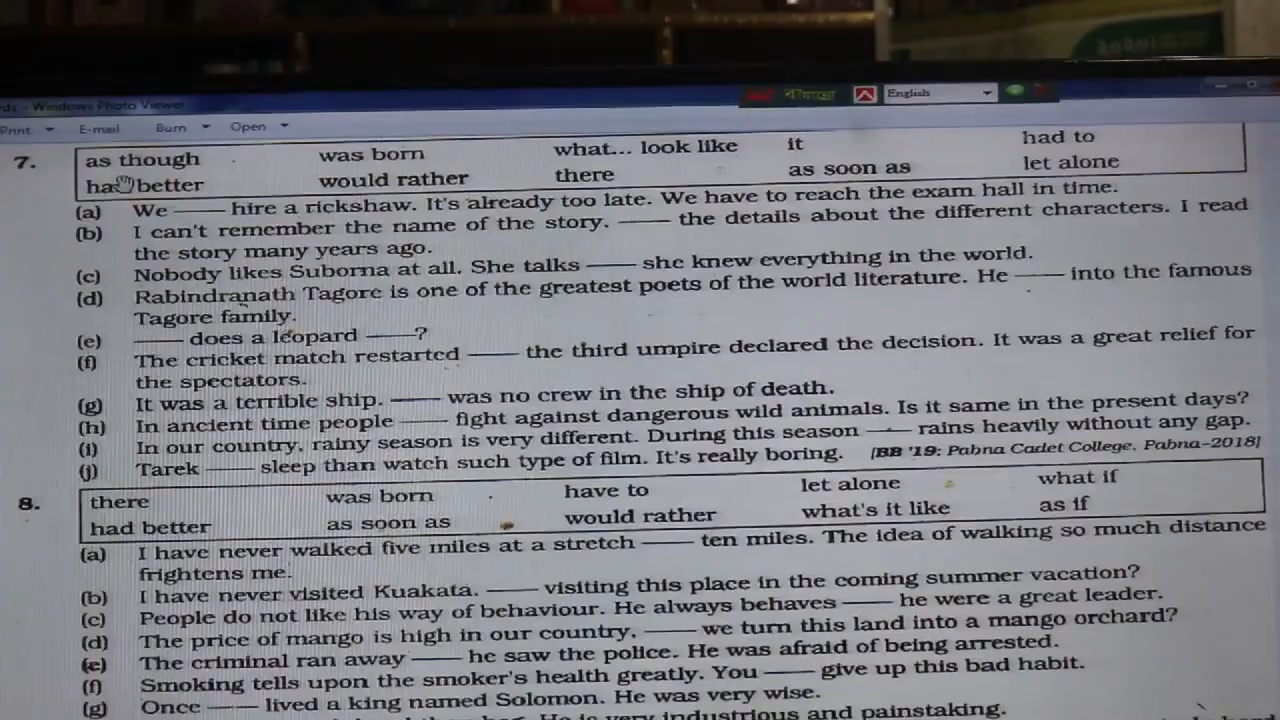 rds - Windows Photo Viewer
English
Print E-mail Burn Open
7. as though was born what... look like it had to
had better would rather there as soon as let alone
(a) We —— hire a rickshaw. It's already too late. We have to reach the exam hall in time.
(b) I can't remember the name of the story. —— the details about the different characters. I read
the story many years ago.
(c) Nobody likes Suborna at all. She talks —— she knew everything in the world.
(d) Rabindranath Tagore is one of the greatest poets of the world literature. He —— into the famous
Tagore family.
(e) —— does a leopard ——?
(f) The cricket match restarted —— the third umpire declared the decision. It was a great relief for
the spectators.
(g) It was a terrible ship. —— was no crew in the ship of death.
(h) In ancient time people —— fight against dangerous wild animals. Is it same in the present days?
(i) In our country, rainy season is very different. During this season —— rains heavily without any gap.
(j) Tarek —— sleep than watch such type of film. It's really boring. [BB '19; Pabna Cadet College, Pabna-2018]
8. there was born have to let alone what if
had better as soon as would rather what's it like as if
(a) I have never walked five miles at a stretch —— ten miles. The idea of walking so much distance
frightens me.
(b) I have never visited Kuakata. —— visiting this place in the coming summer vacation?
(c) People do not like his way of behaviour. He always behaves —— he were a great leader.
(d) The price of mango is high in our country. —— we turn this land into a mango orchard?
(e) The criminal ran away —— he saw the police. He was afraid of being arrested.
(f) Smoking tells upon the smoker's health greatly. You —— give up this bad habit.
(g) Once —— lived a king named Solomon. He was very wise.
He is very industrious and painstaking.